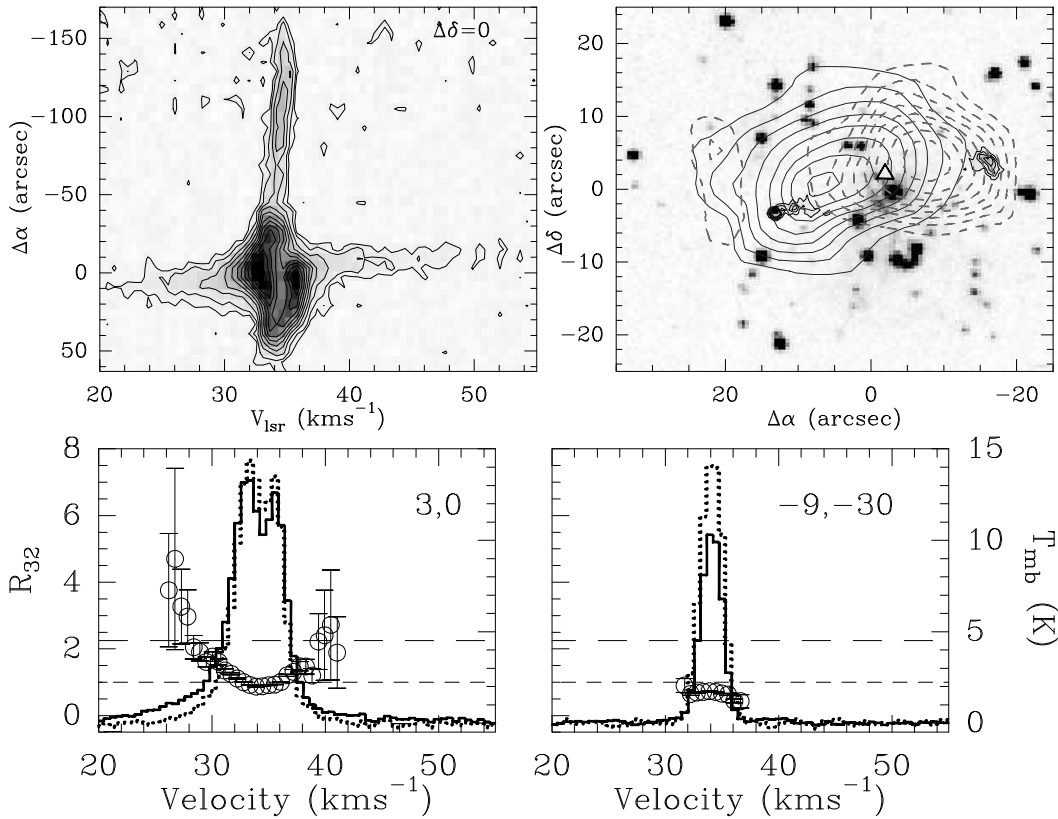 Δδ=0
-150
-100
-50
0
50
Δα (arcsec)
20 30 40 50
V_lsr (kms⁻¹)
20
10
0
-10
-20
Δδ (arcsec)
20 0 -20
Δα (arcsec)
3,0
8
6
4
2
0
R₃₂
20 30 40 50
Velocity (kms⁻¹)
-9,-30
15
10
5
0
T_mb (K)
20 30 40 50
Velocity (kms⁻¹)